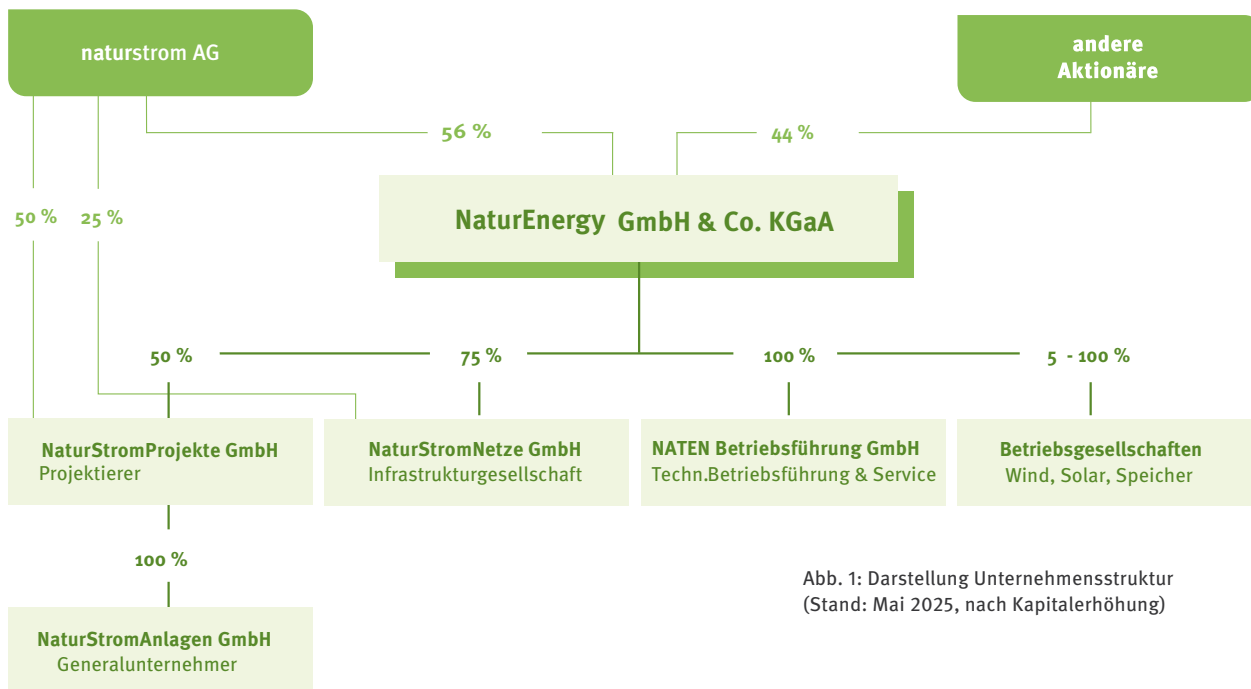 naturstrom AG
andere
Aktionäre
56 %
44 %
50 %
25 %
NaturEnergy GmbH & Co. KGaA
50 %
75 %
100 %
5 - 100 %
NaturStromProjekte GmbH
Projektierer
NaturStromNetze GmbH
Infrastrukturgesellschaft
NATEN Betriebsführung GmbH
Techn.Betriebsführung & Service
Betriebsgesellschaften
Wind, Solar, Speicher
100 %
NaturStromAnlagen GmbH
Generalunternehmer
Abb. 1: Darstellung Unternehmensstruktur
(Stand: Mai 2025, nach Kapitalerhöhung)